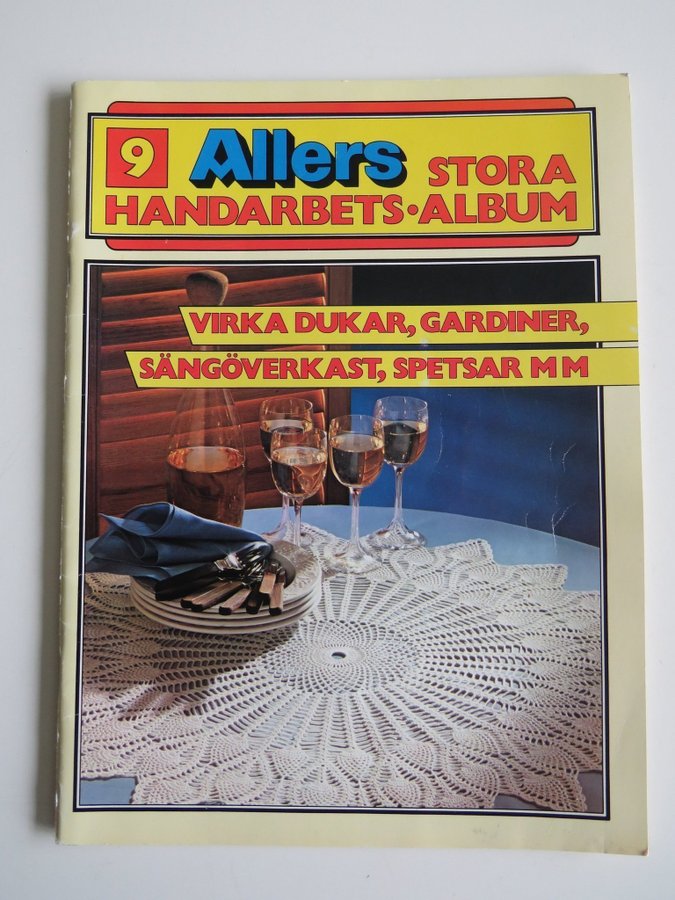 9 Allers STORA
HANDARBETS·ALBUM
VIRKA DUKAR, GARDINER,
SÄNGÖVERKAST, SPETSAR M M